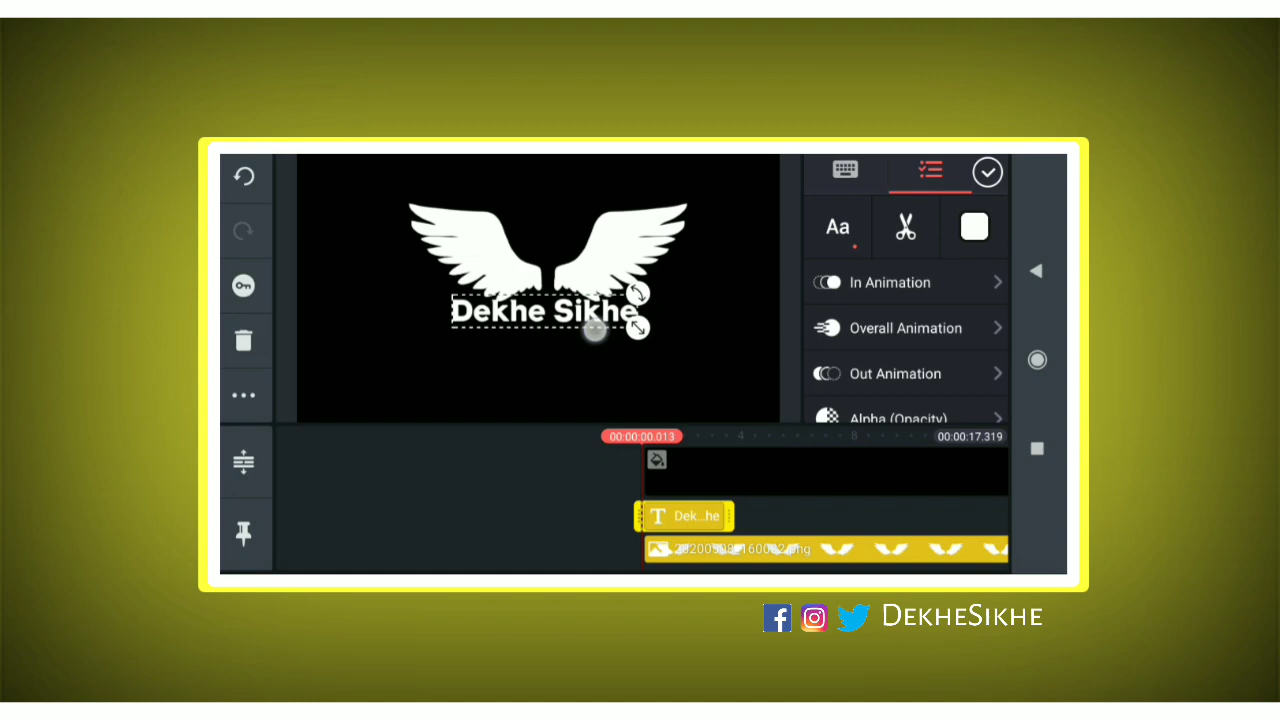 Aa
In Animation
Dekhe Sikhe
Overall Animation
Out Animation
Alpha (Opacity)
00:00:00.013
4
8
00:00:17.319
T Dek...he
DEKHESIKHE